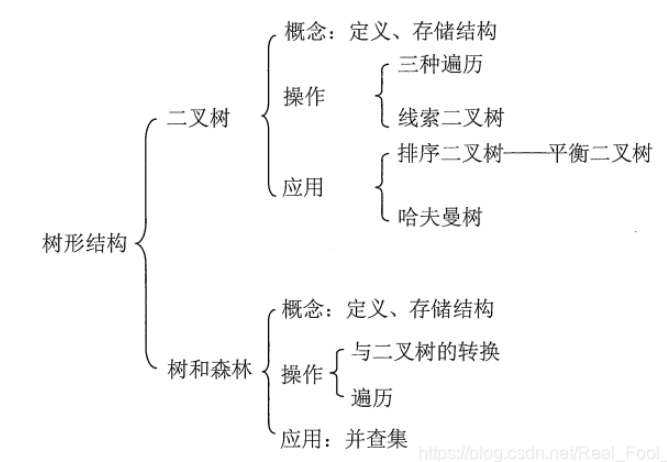 概念：定义、存储结构
三种遍历
操作
线索二叉树
二叉树
排序二叉树——平衡二叉树
应用
哈夫曼树
树形结构
概念：定义、存储结构
与二叉树的转换
树和森林
操作
遍历
应用：并查集
https://blog.csdn.net/Real_Fool_